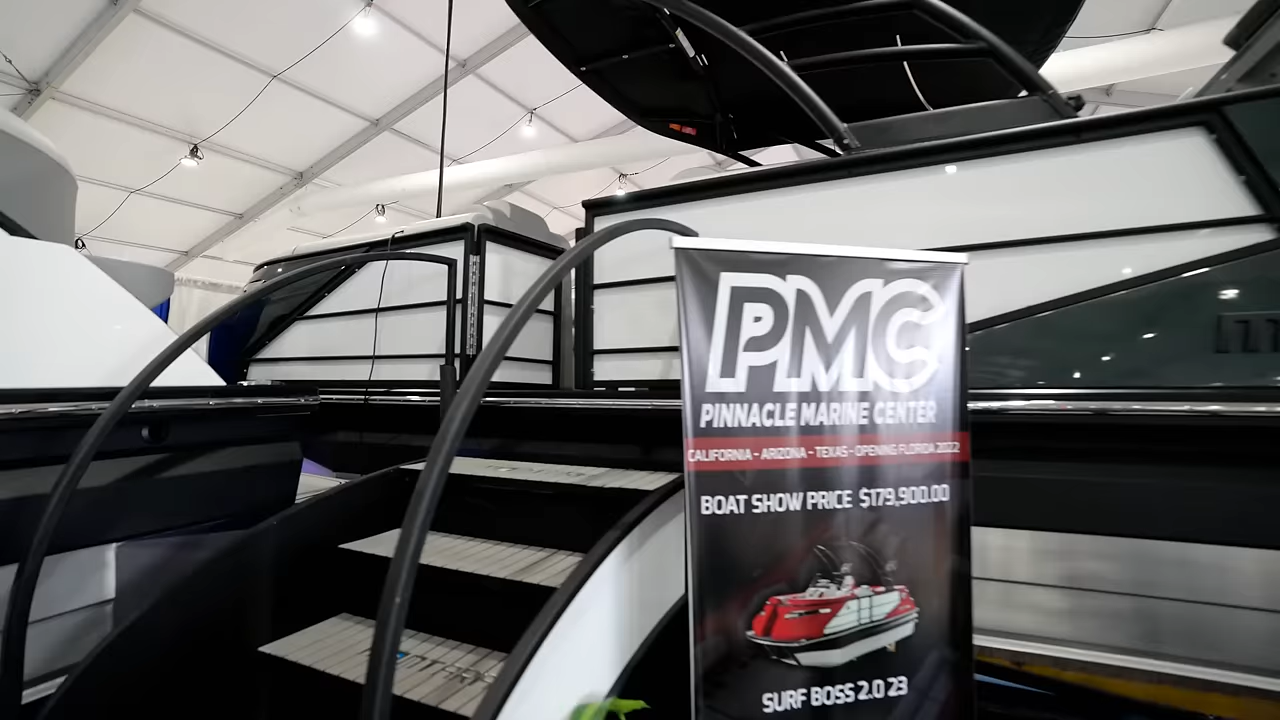 PMC
PINNACLE MARINE CENTER
CALIFORNIA - ARIZONA - TEXAS - OPENING FLORIDA 2022
BOAT SHOW PRICE $179,900.00
SURF BOSS 2.0 23